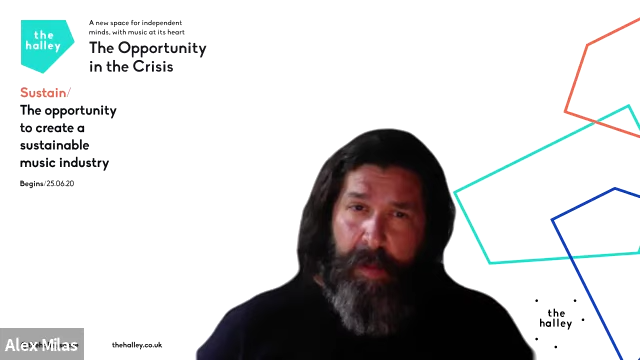 the
halley
A new space for independent
minds, with music at its heart
The Opportunity
in the Crisis
Sustain/
The opportunity
to create a
sustainable
music industry
Begins/25.06.20
the
halley
Alex Milas
thehalley.co.uk